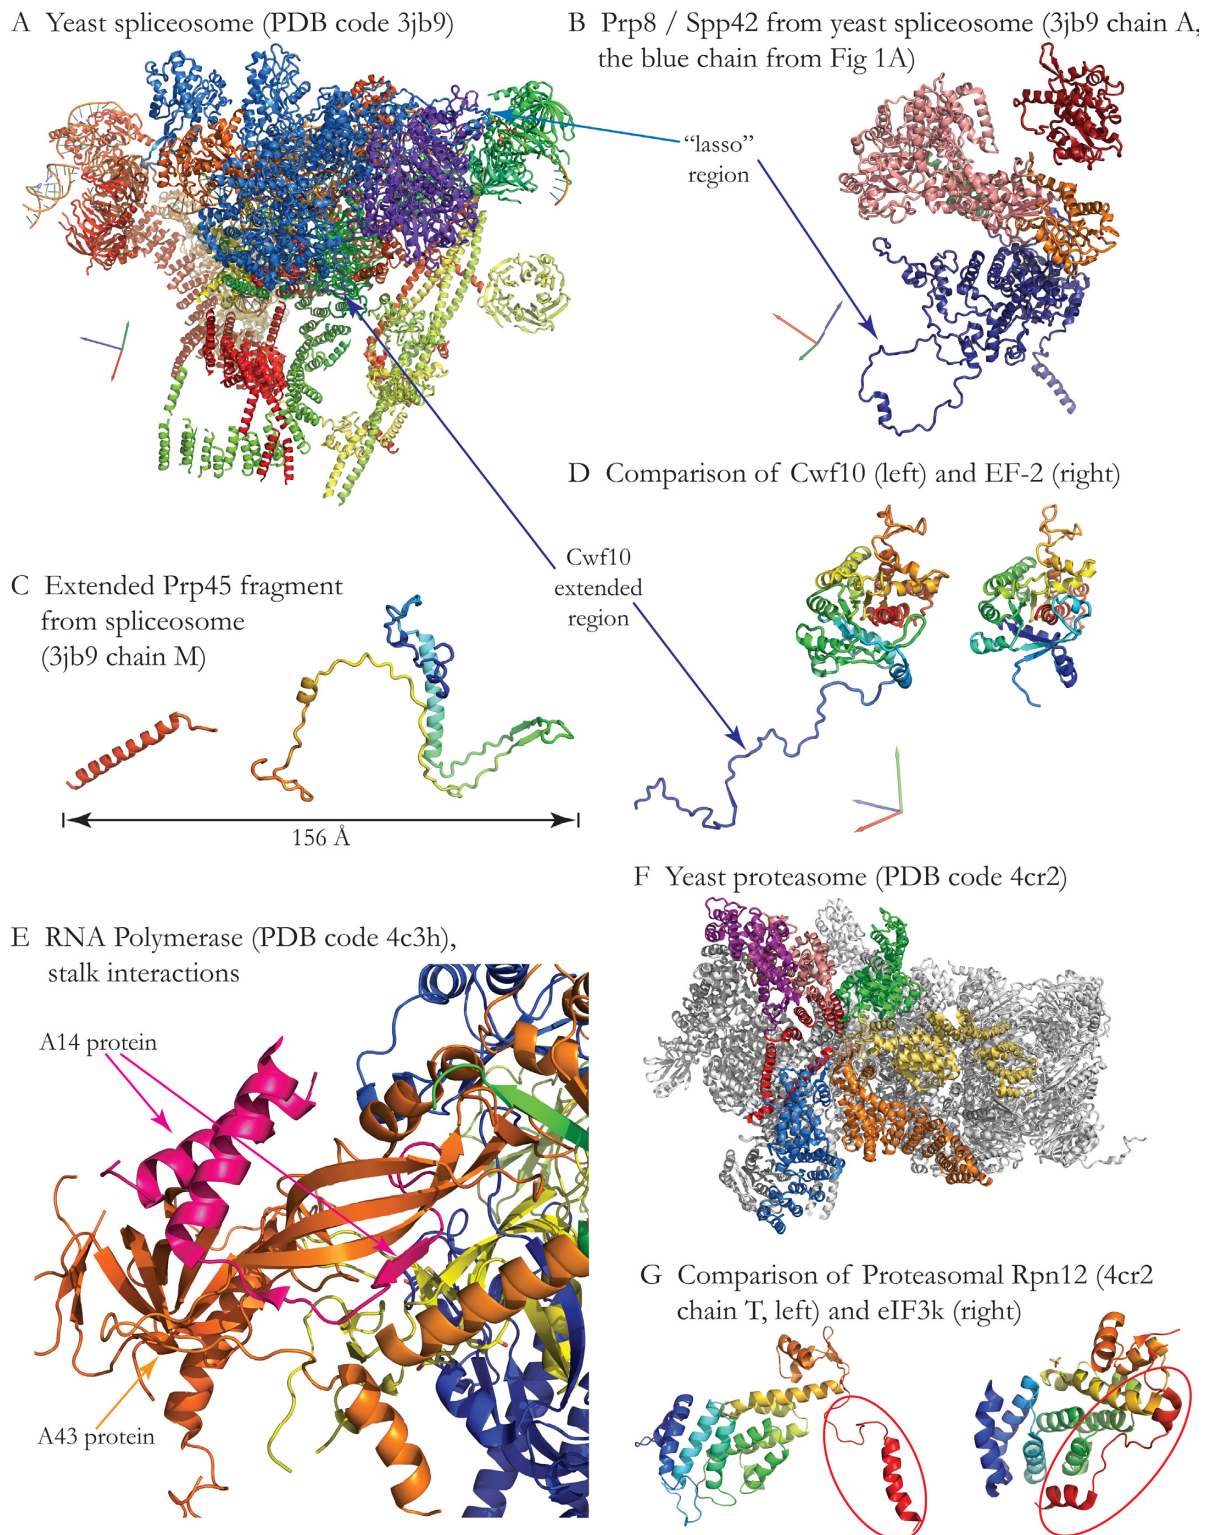 A Yeast spliceosome (PDB code 3jb9)
B Prp8 / Spp42 from yeast spliceosome (3jb9 chain A,
the blue chain from Fig 1A)
“lasso”
region
D Comparison of Cwf10 (left) and EF-2 (right)
Cwf10
extended
region
C Extended Prp45 fragment
from spliceosome
(3jb9 chain M)
156 Å
F Yeast proteasome (PDB code 4cr2)
E RNA Polymerase (PDB code 4c3h),
stalk interactions
A14 protein
A43 protein
G Comparison of Proteasomal Rpn12 (4cr2
chain T, left) and eIF3k (right)